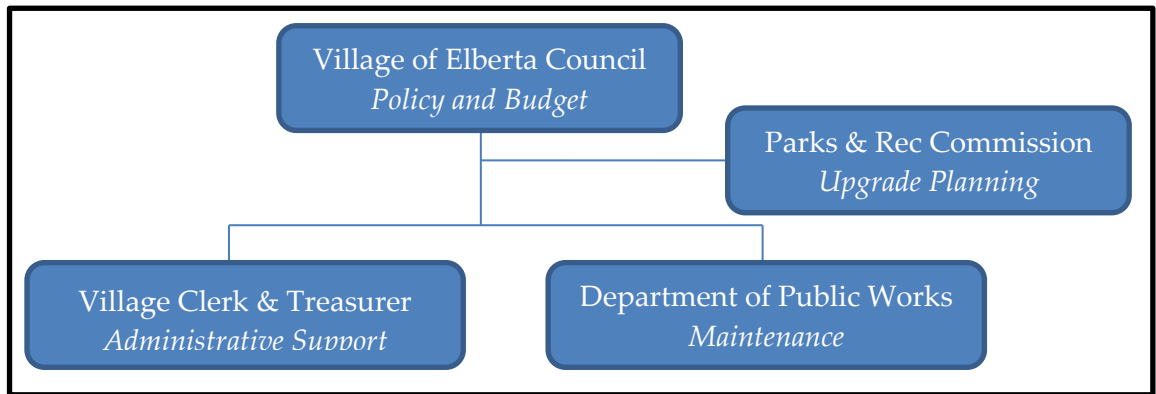 Village of Elberta Council
Policy and Budget
Parks & Rec Commission
Upgrade Planning
Village Clerk & Treasurer
Administrative Support
Department of Public Works
Maintenance